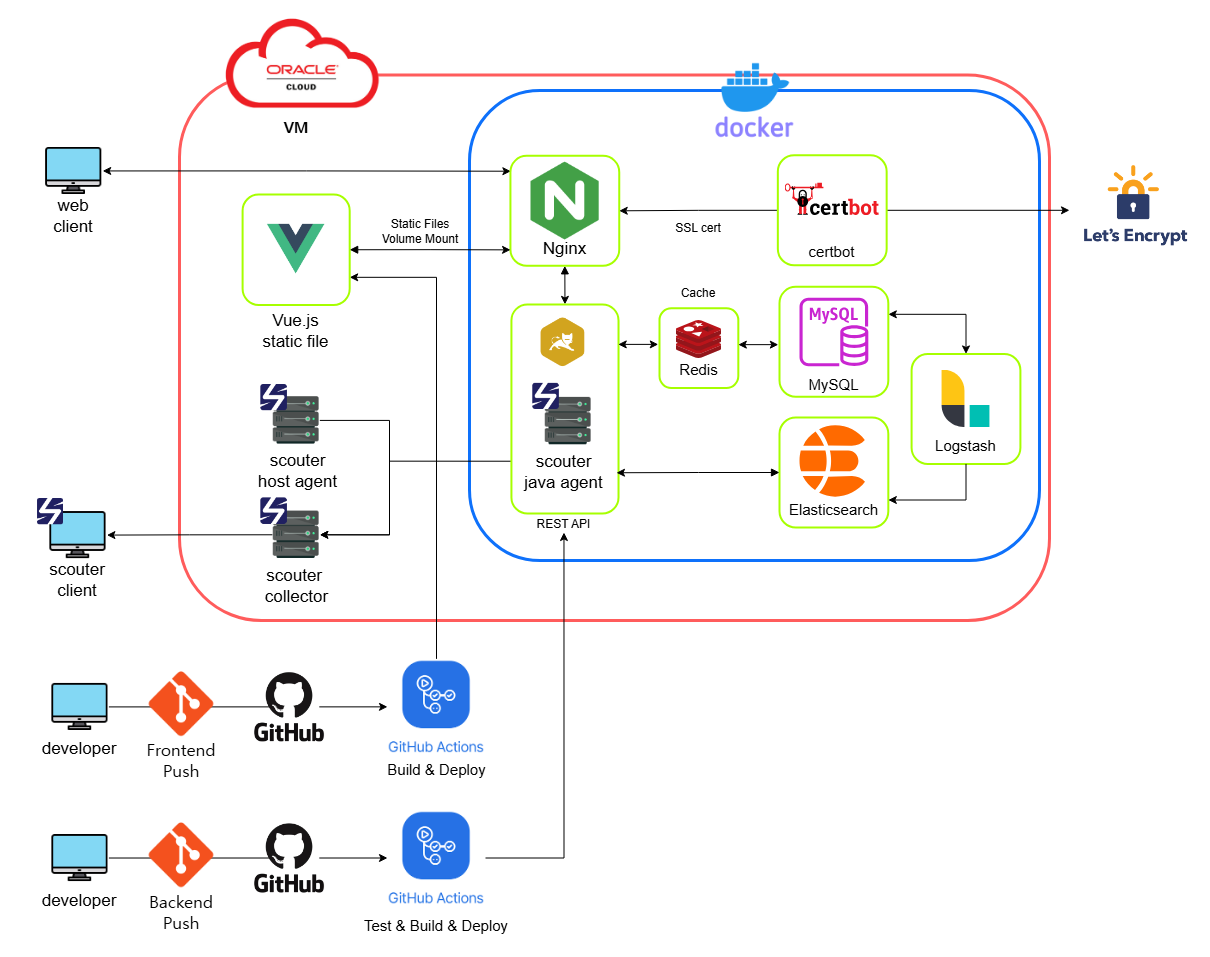 ORACLE
CLOUD
VM
docker
web
client
Nginx
certbot
certbot
Let's Encrypt
SSL cert
Static Files
Volume Mount
Vue.js
static file
Cache
Redis
MySQL
MySQL
Logstash
scouter
host agent
scouter
java agent
Elasticsearch
REST API
scouter
client
scouter
collector
developer
Frontend
Push
GitHub
GitHub Actions
Build & Deploy
developer
Backend
Push
GitHub
GitHub Actions
Test & Build & Deploy